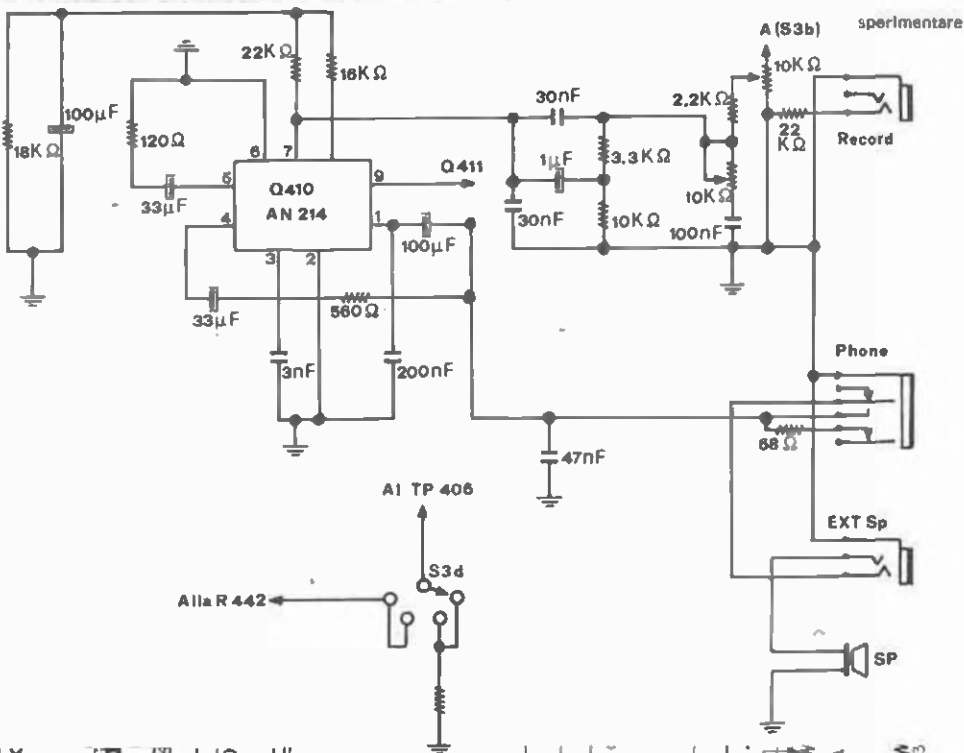 sperimentare
A (S3b)
22KΩ
18KΩ
10KΩ
30nF
2,2KΩ
100μF
18KΩ
120Ω
22
KΩ
Record
6
7
1μF
3,3KΩ
5
Q410
9
Q411
33μF
AN 214
10KΩ
4
1
30nF
10KΩ
100nF
100μF
3
2
33μF
560Ω
Phone
3nF
200nF
68Ω
47nF
Al TP 406
EXT Sp
S3d
Alla R 442
SP